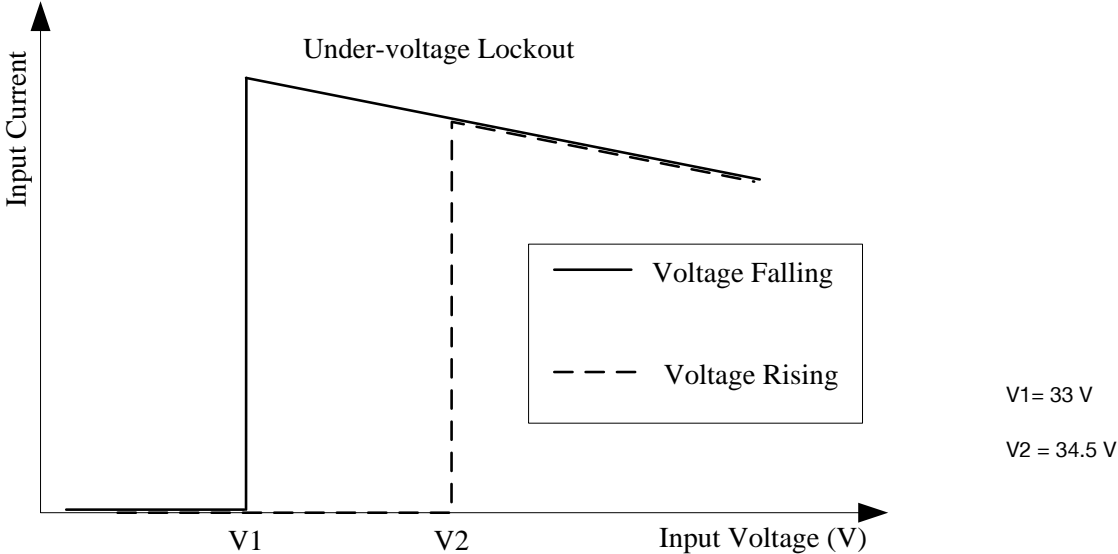 Under-voltage Lockout
Input Current
Voltage Falling
Voltage Rising
V1= 33 V
V2 = 34.5 V
V1
V2
Input Voltage (V)